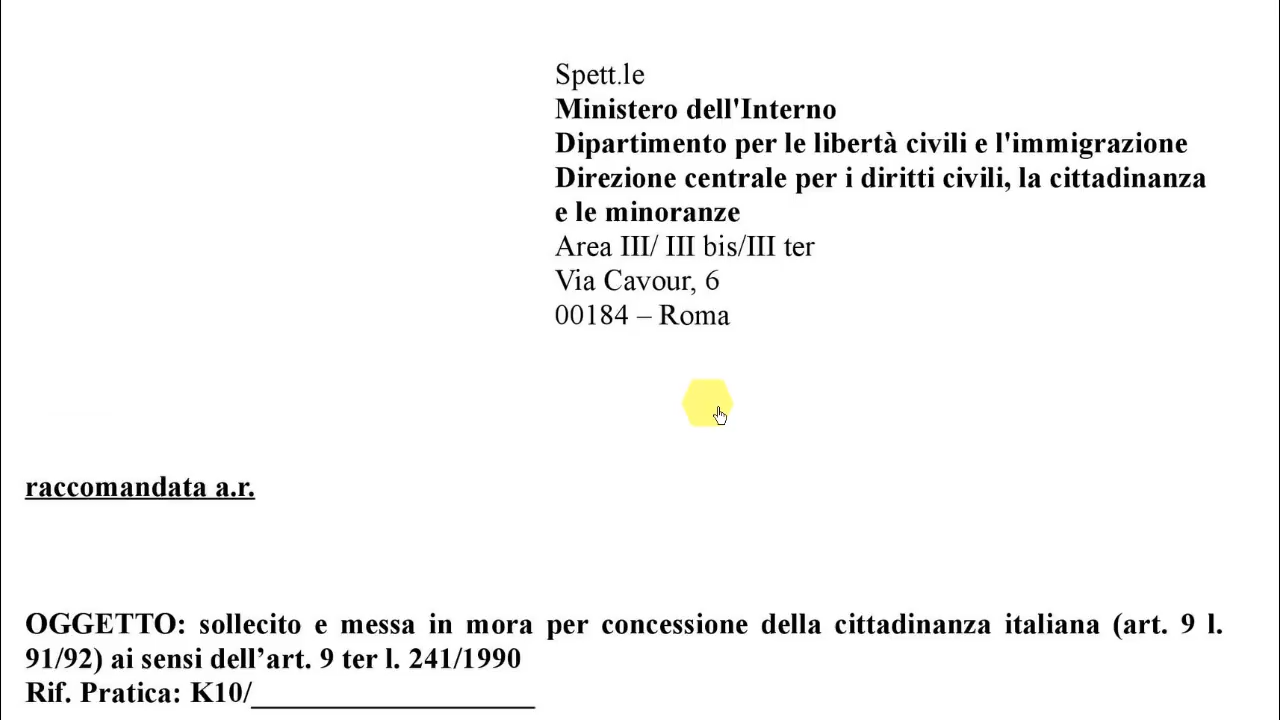 Spett.le
Ministero dell'Interno
Dipartimento per le libertà civili e l'immigrazione
Direzione centrale per i diritti civili, la cittadinanza
e le minoranze
Area III/ III bis/III ter
Via Cavour, 6
00184 – Roma
raccomandata a.r.
OGGETTO: sollecito e messa in mora per concessione della cittadinanza italiana (art. 9 l.
91/92) ai sensi dell’art. 9 ter l. 241/1990
Rif. Pratica: K10/____________________